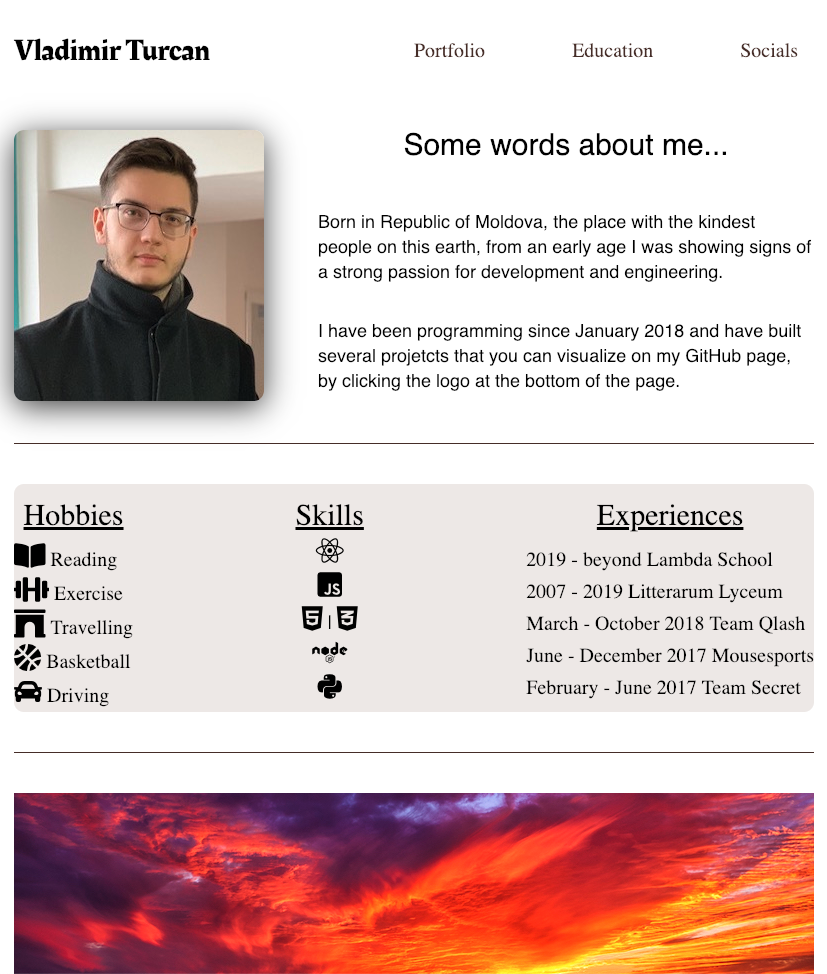 Vladimir Turcan
Portfolio
Education
Socials
Some words about me...
Born in Republic of Moldova, the place with the kindest
people on this earth, from an early age I was showing signs of
a strong passion for development and engineering.
I have been programming since January 2018 and have built
several projetcts that you can visualize on my GitHub page,
by clicking the logo at the bottom of the page.
Hobbies
Reading
Exercise
Travelling
Basketball
Driving
Skills
JS
5 | 3
node
JS
Experiences
2019 - beyond Lambda School
2007 - 2019 Litterarum Lyceum
March - October 2018 Team Qlash
June - December 2017 Mousesports
February - June 2017 Team Secret